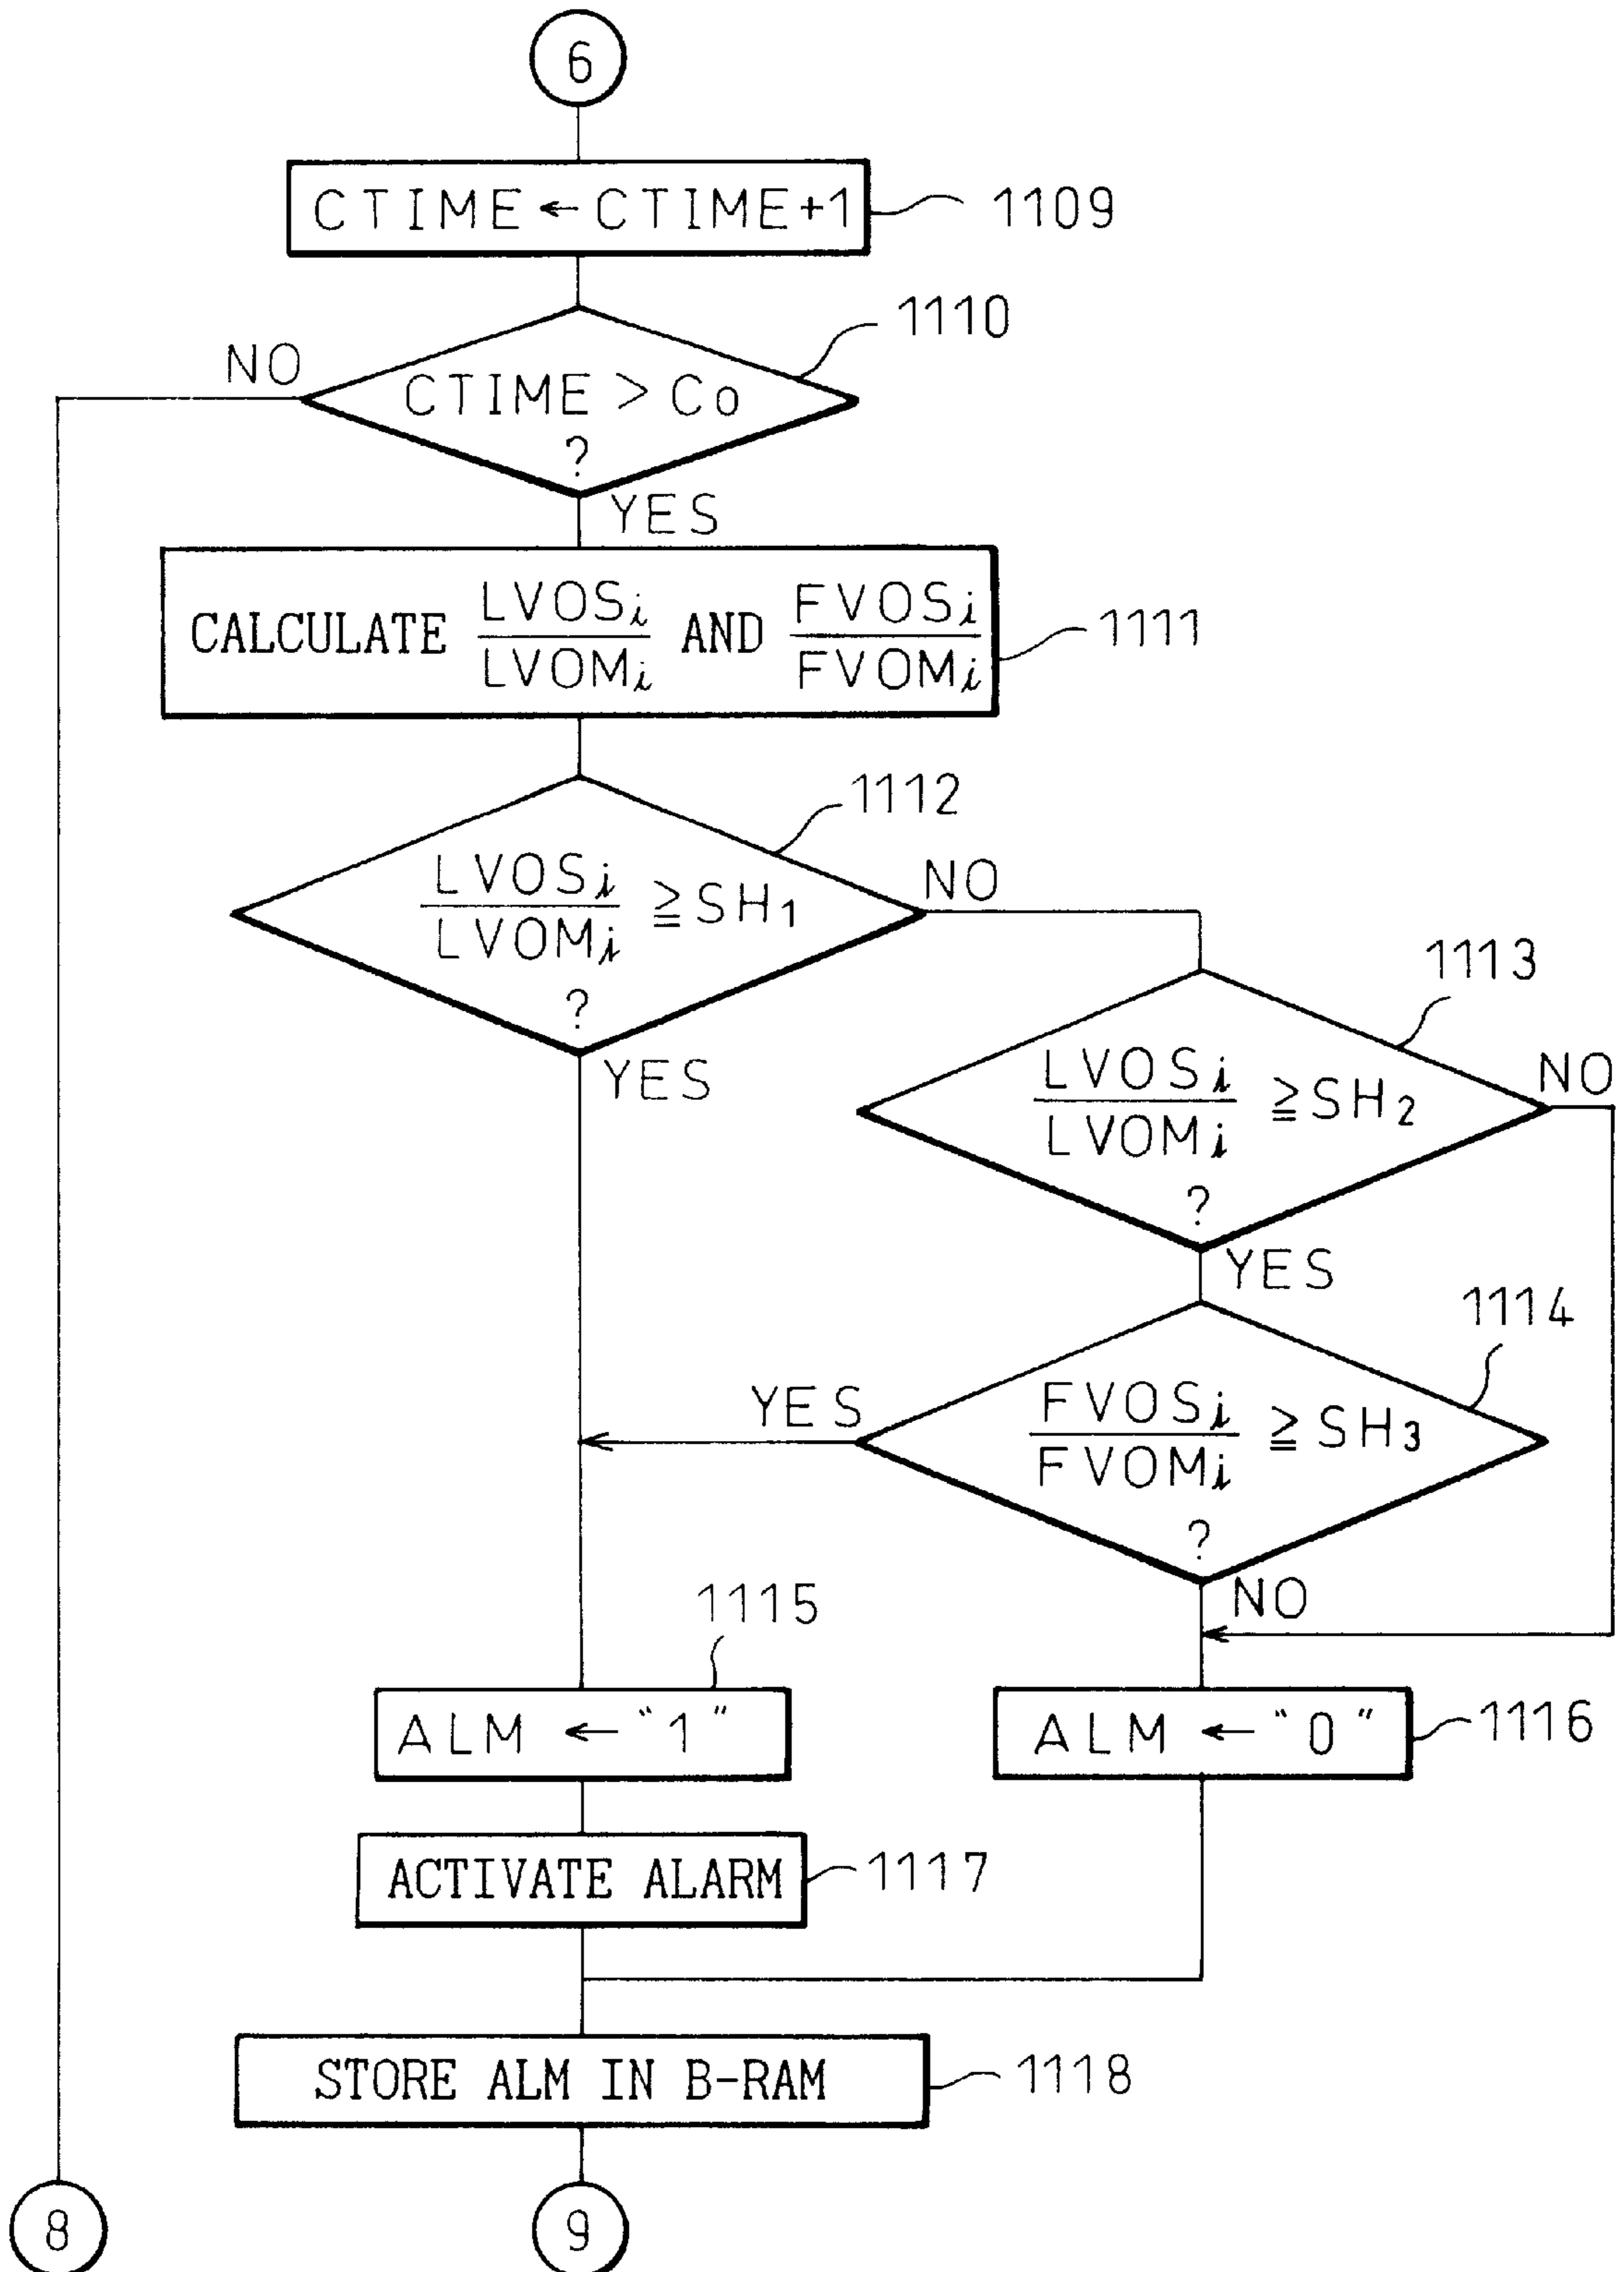 6
CTIME ← CTIME+1
1109
1110
NO
CTIME > Co
?
YES
CALCULATE LVOSi/LVOMi AND FVOSi/FVOMi
1111
1112
LVOSi/LVOMi ≧ SH1
NO
?
YES
1113
LVOSi/LVOMi ≧ SH2
NO
?
YES
1114
YES
FVOSi/FVOMi ≧ SH3
?
NO
1115
ALM ← “1”
ALM ← “0”
1116
ACTIVATE ALARM
1117
STORE ALM IN B-RAM
1118
8
9